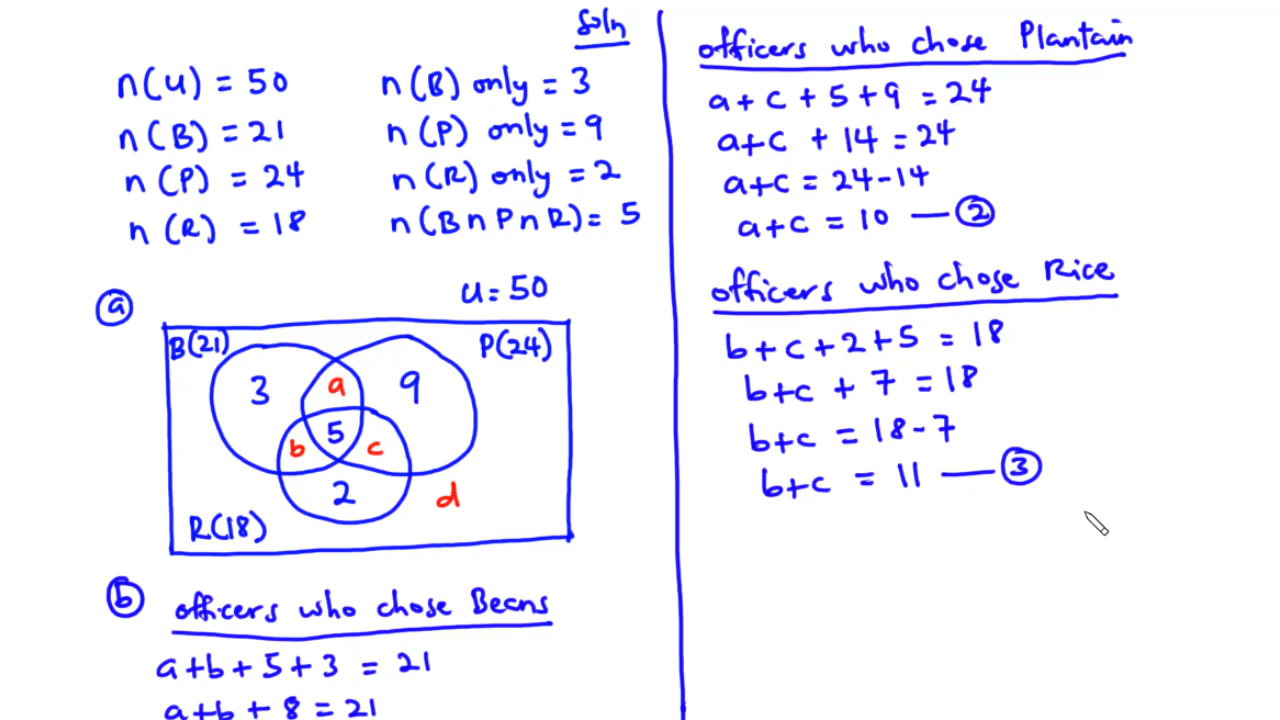 Soln
n(U) = 50
n(B) = 21
n(P) = 24
n(R) = 18
n(B) only = 3
n(P) only = 9
n(R) only = 2
n(B n P n R) = 5
a
U = 50
B(21)
P(24)
3 a 9
5
b c
2 d
R(18)
b officers who chose Beans
a+b+5+3 = 21
a+b+8 = 21
officers who chose Plantain
a+c+5+9 = 24
a+c+14 = 24
a+c = 24-14
a+c = 10 — 2
officers who chose Rice
b+c+2+5 = 18
b+c+7 = 18
b+c = 18-7
b+c = 11 — 3